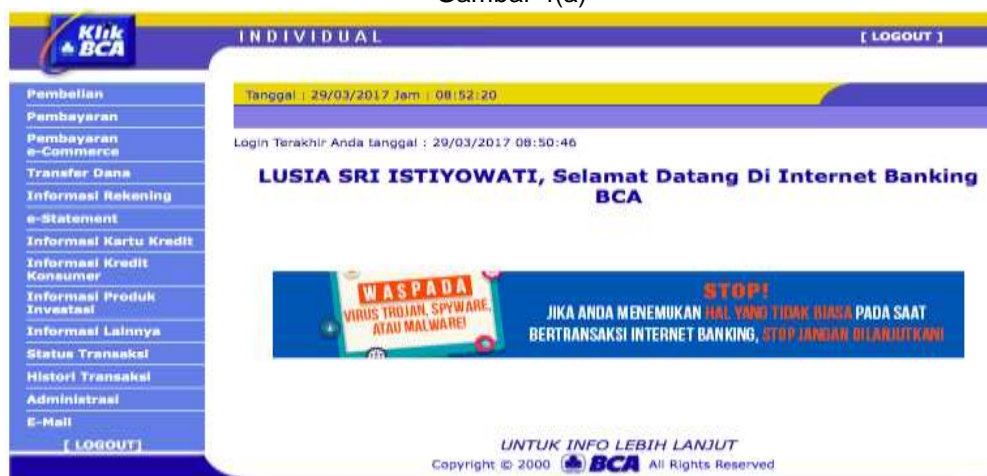 Gambar 4(a)
Klik
BCA
INDIVIDUAL
[ LOGOUT ]
Tanggal : 29/03/2017 Jam : 08:52:20
Login Terakhir Anda tanggal : 29/03/2017 08:50:46
LUSIA SRI ISTIYOWATI, Selamat Datang Di Internet Banking
BCA
Pembelian
Pembayaran
Pembayaran
e-Commerce
Transfer Dana
Informasi Rekening
e-Statement
Informasi Kartu Kredit
Informasi Kredit
Konsumer
Informasi Produk
Investasi
Informasi Lainnya
Status Transaksi
Histori Transaksi
Administrasi
E-Mail
[ LOGOUT]
WASPADA
VIRUS TROJAN, SPYWARE,
ATAU MALWARE!
STOP!
JIKA ANDA MENEMUKAN HAL YANG TIDAK BIASA PADA SAAT
BERTRANSAKSI INTERNET BANKING, STOP JANGAN DILANJUTKAN!
UNTUK INFO LEBIH LANJUT
Copyright © 2000 BCA All Rights Reserved